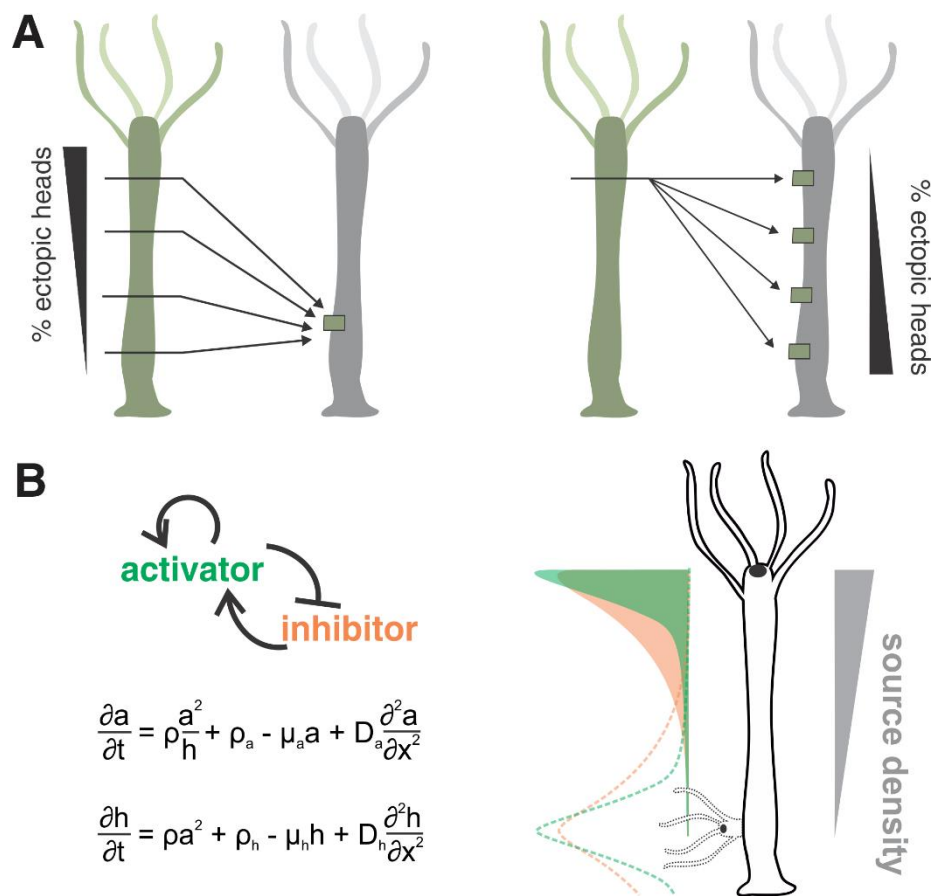 A
% ectopic heads
% ectopic heads
B
activator
inhibitor
∂a/∂t = ρ a²/h + ρₐ - μₐa + Dₐ ∂²a/∂x²
∂h/∂t = ρa² + ρₕ - μₕh + Dₕ ∂²h/∂x²
source density